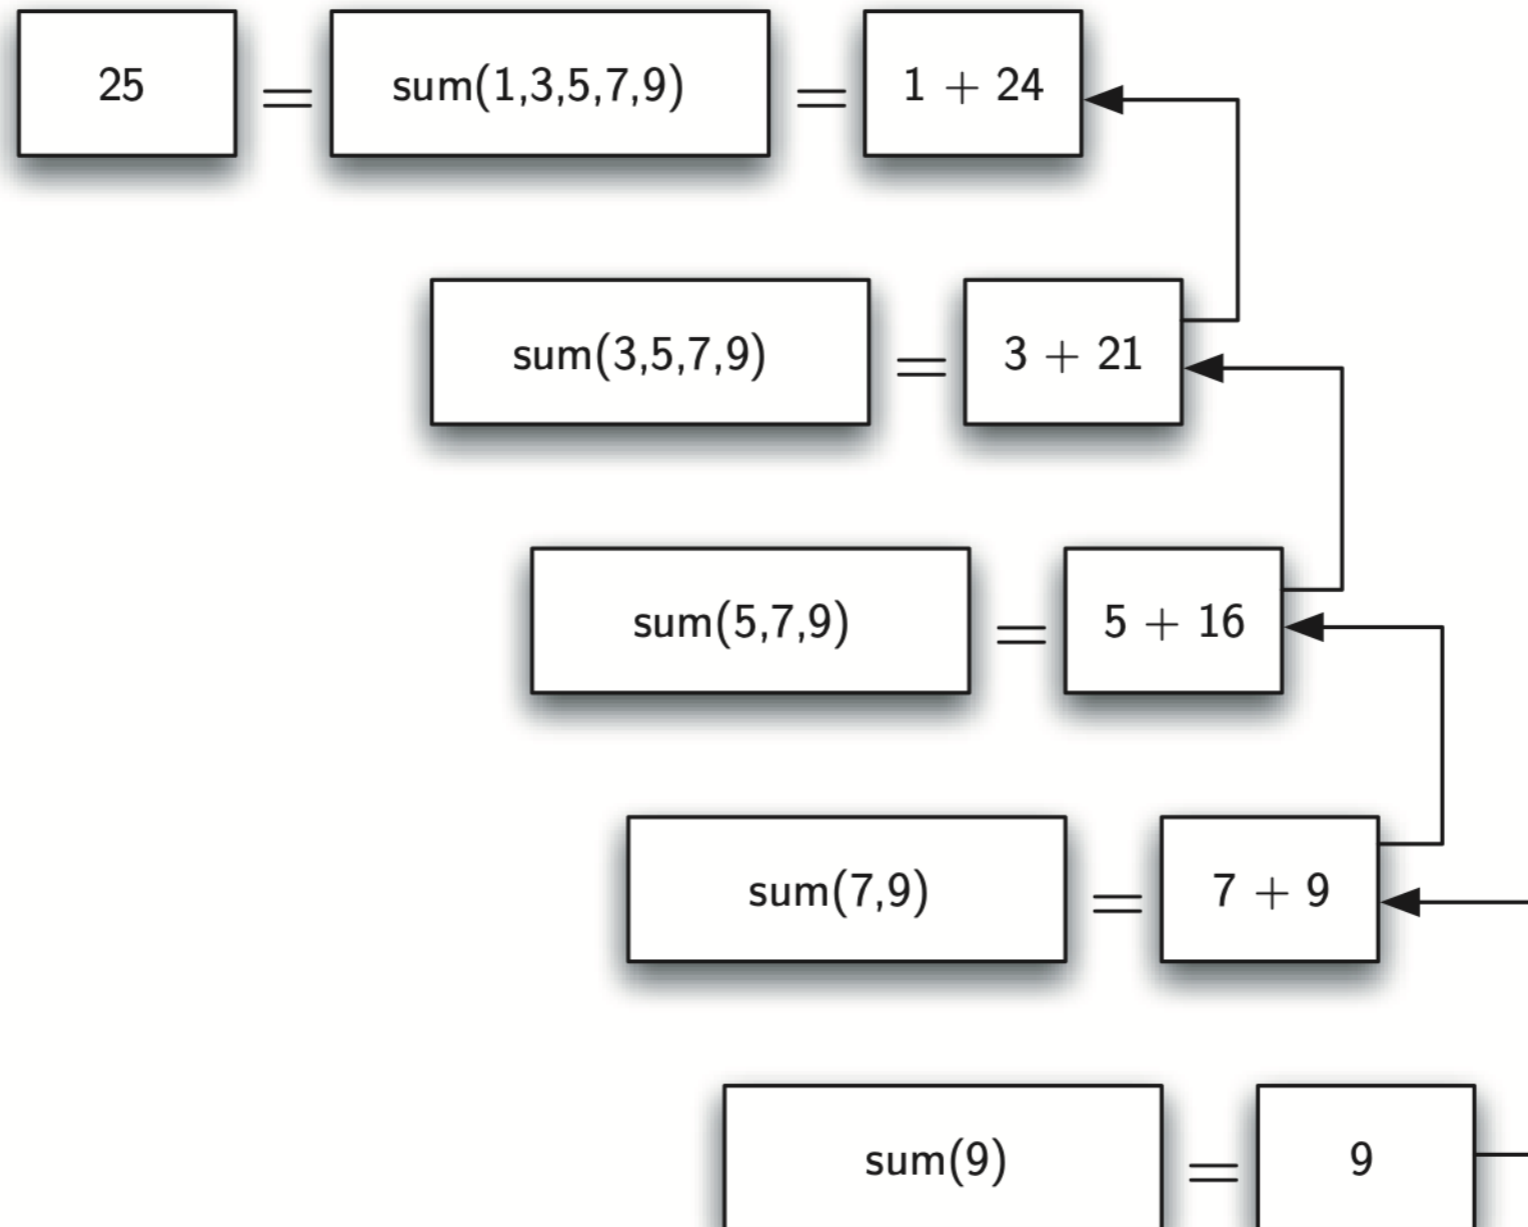 25 = sum(1,3,5,7,9) = 1 + 24
sum(3,5,7,9) = 3 + 21
sum(5,7,9) = 5 + 16
sum(7,9) = 7 + 9
sum(9) = 9